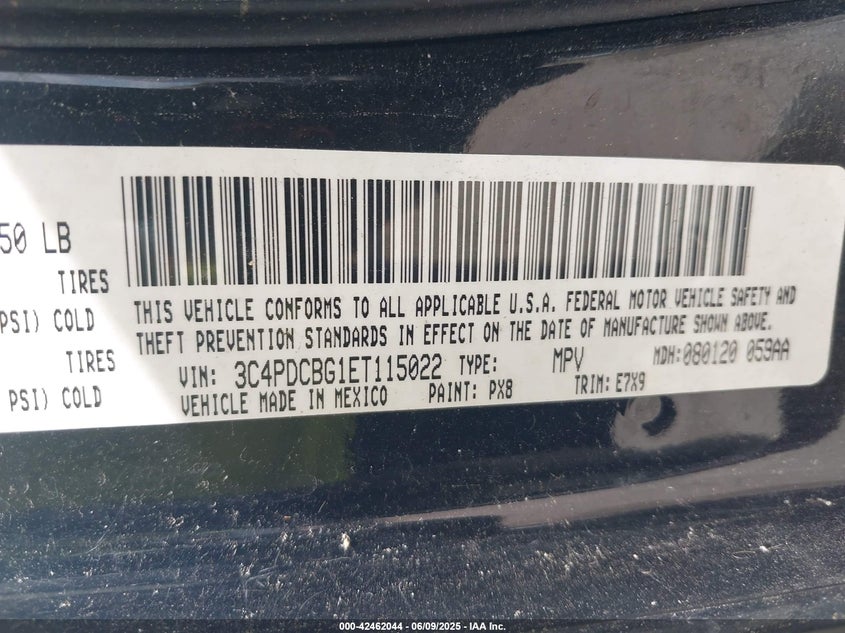 50 LB
TIRES
PSI) COLD
TIRES
PSI) COLD
THIS VEHICLE CONFORMS TO ALL APPLICABLE U.S.A. FEDERAL MOTOR VEHICLE SAFETY AND
THEFT PREVENTION STANDARDS IN EFFECT ON THE DATE OF MANUFACTURE SHOWN ABOVE.
VIN: 3C4PDCBG1ET115022 TYPE: MPV MDH:080120 059AA
VEHICLE MADE IN MEXICO PAINT: PX8 TRIM: E7X9
000-42462044 - 06/09/2025 - IAA Inc.